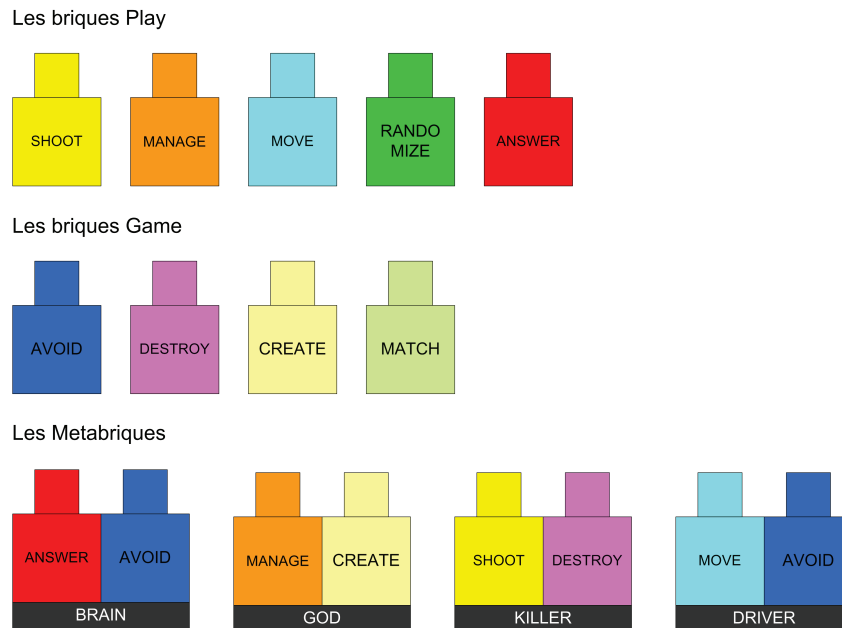 Les briques Play
SHOOT
MANAGE
MOVE
RANDO
MIZE
ANSWER
Les briques Game
AVOID
DESTROY
CREATE
MATCH
Les Metabriques
ANSWER
AVOID
MANAGE
CREATE
SHOOT
DESTROY
MOVE
AVOID
BRAIN
GOD
KILLER
DRIVER